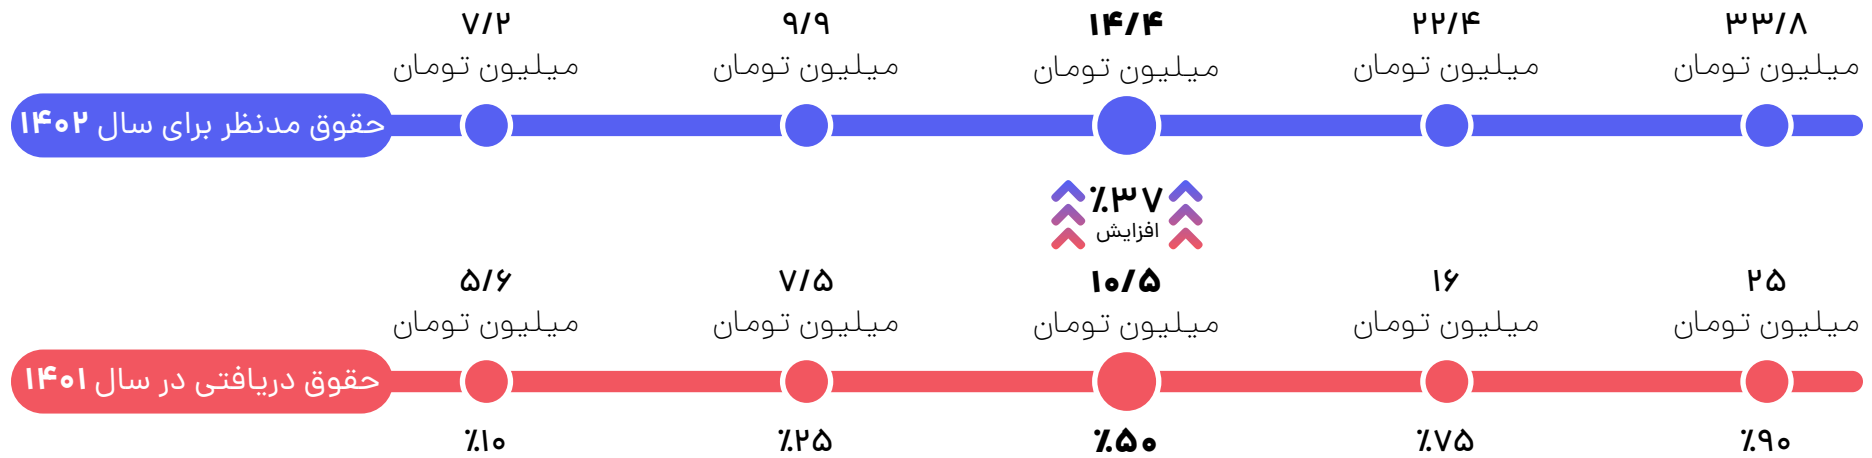 ۷/۲
میلیون تومان
۹/۹
میلیون تومان
۱۴/۴
میلیون تومان
۲۲/۴
میلیون تومان
۳۳/۸
میلیون تومان
حقوق مدنظر برای سال ۱۴۰۲
٪۳۷
افزایش
۵/۶
میلیون تومان
۷/۵
میلیون تومان
۱۰/۵
میلیون تومان
۱۶
میلیون تومان
۲۵
میلیون تومان
حقوق دریافتی در سال ۱۴۰۱
٪۱۰
٪۲۵
٪۵۰
٪۷۵
٪۹۰